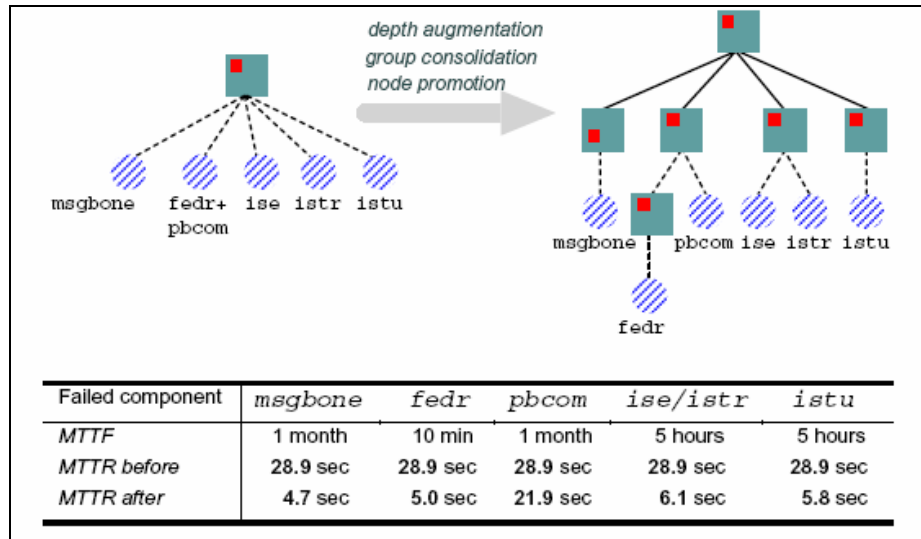 depth augmentation
group consolidation
node promotion
msgbone
fedr+
pbcom
ise
istr
istu
msgbone
pbcom
ise
istr
istu
fedr
Failed component msgbone fedr pbcom ise/istr istu
MTTF 1 month 10 min 1 month 5 hours 5 hours
MTTR before 28.9 sec 28.9 sec 28.9 sec 28.9 sec 28.9 sec
MTTR after 4.7 sec 5.0 sec 21.9 sec 6.1 sec 5.8 sec